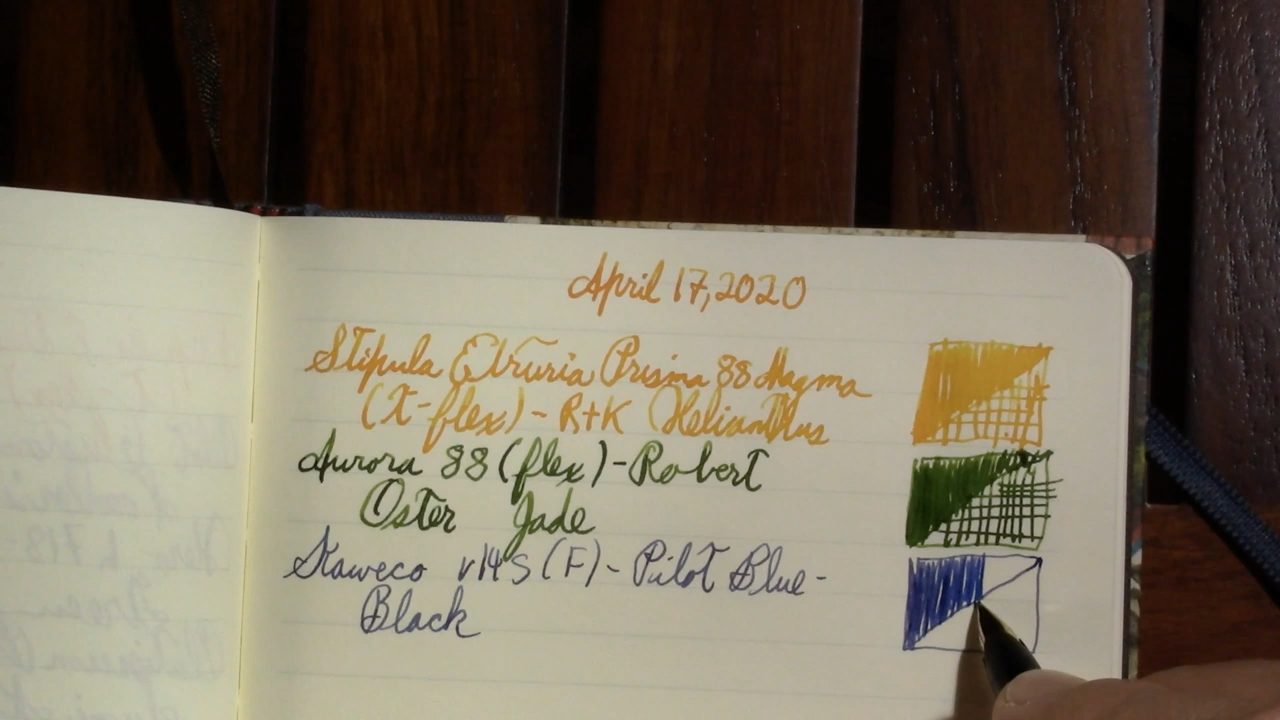 April 17, 2020
Stipula Etruria Prisma 88 Magma
(T-flex) - R+K Helianthus
Aurora 88 (flex) - Robert
Oster Jade
Kaweco V14S (F) - Pilot Blue-
Black